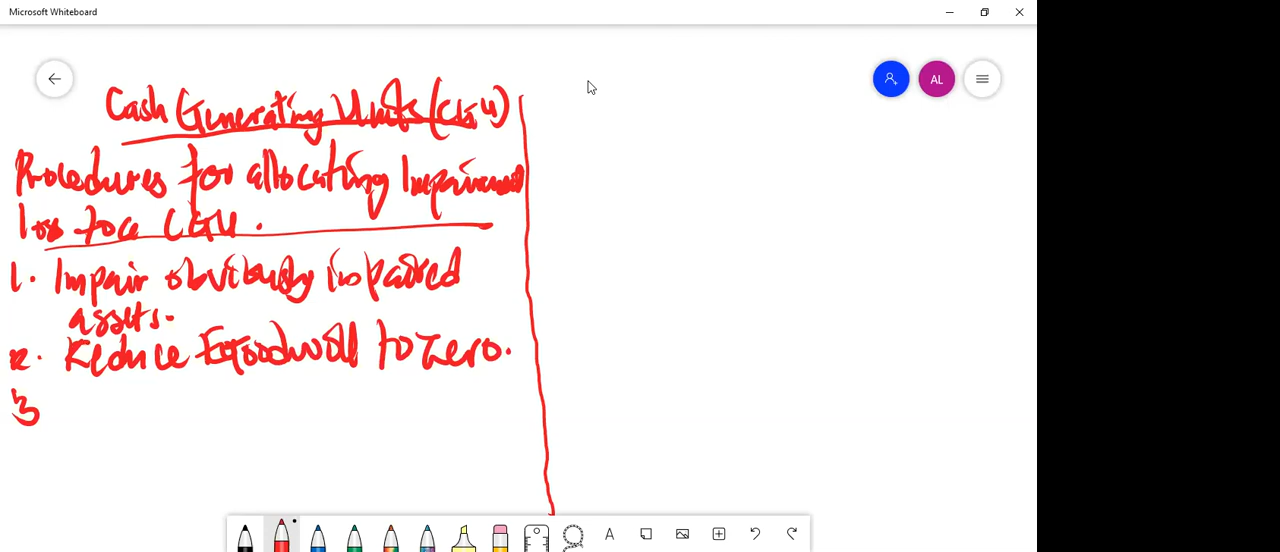 Microsoft Whiteboard
AL
Cash Generating Units (CGU)
Procedures for allocating Impairment
loss to a CGU.
1. Impair obviously impaired
assets.
2. Reduce Goodwill to Zero.
3
A